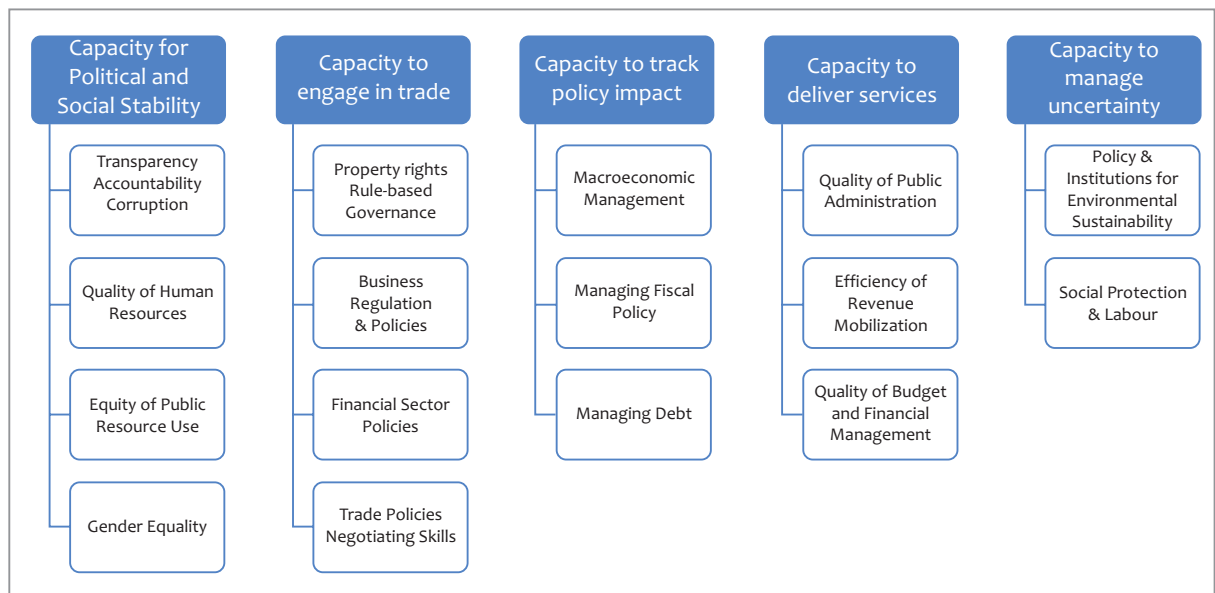 Capacity for
Political and
Social Stability
Transparency
Accountability
Corruption
Quality of Human
Resources
Equity of Public
Resource Use
Gender Equality
Capacity to
engage in trade
Property rights
Rule-based
Governance
Business
Regulation
& Policies
Financial Sector
Policies
Trade Policies
Negotiating Skills
Capacity to track
policy impact
Macroeconomic
Management
Managing Fiscal
Policy
Managing Debt
Capacity to
deliver services
Quality of Public
Administration
Efficiency of
Revenue
Mobilization
Quality of Budget
and Financial
Management
Capacity to
manage
uncertainty
Policy &
Institutions for
Environmental
Sustainability
Social Protection
& Labour